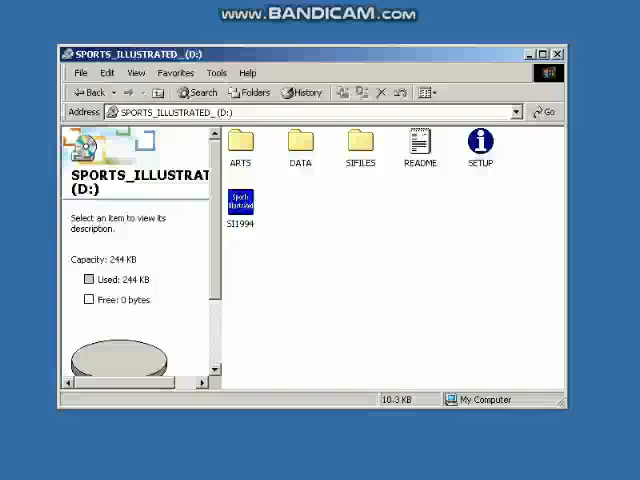 WWW.BANDICAM.COM
SPORTS_ILLUSTRATED_ (D:)
File Edit View Favorites Tools Help
Back Search Folders History
Address SPORTS_ILLUSTRATED_ (D:) Go
SPORTS_ILLUSTRAT
(D:)
Select an item to view its
description.
Capacity: 244 KB
Used: 244 KB
Free: 0 bytes
ARTS DATA SIFILES README SETUP
Sports
Illustrated
SI1994
10.3 KB My Computer